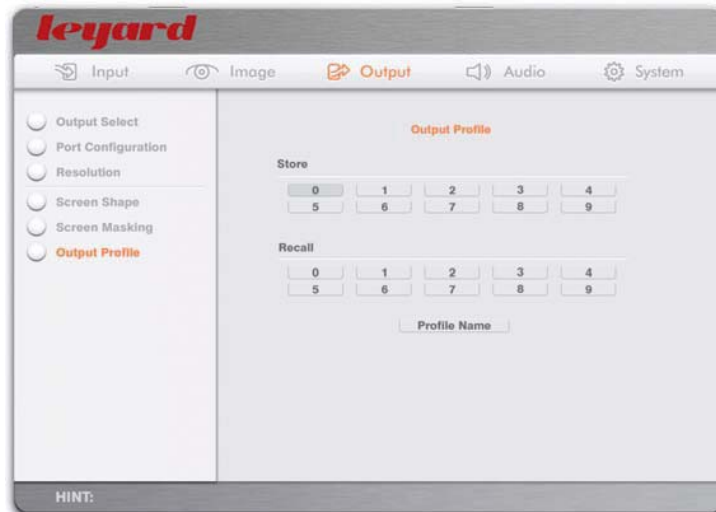 leyard
Input Image Output Audio System
Output Select
Port Configuration
Resolution
Screen Shape
Screen Masking
Output Profile
Output Profile
Store
0 1 2 3 4
5 6 7 8 9
Recall
0 1 2 3 4
5 6 7 8 9
Profile Name
HINT: